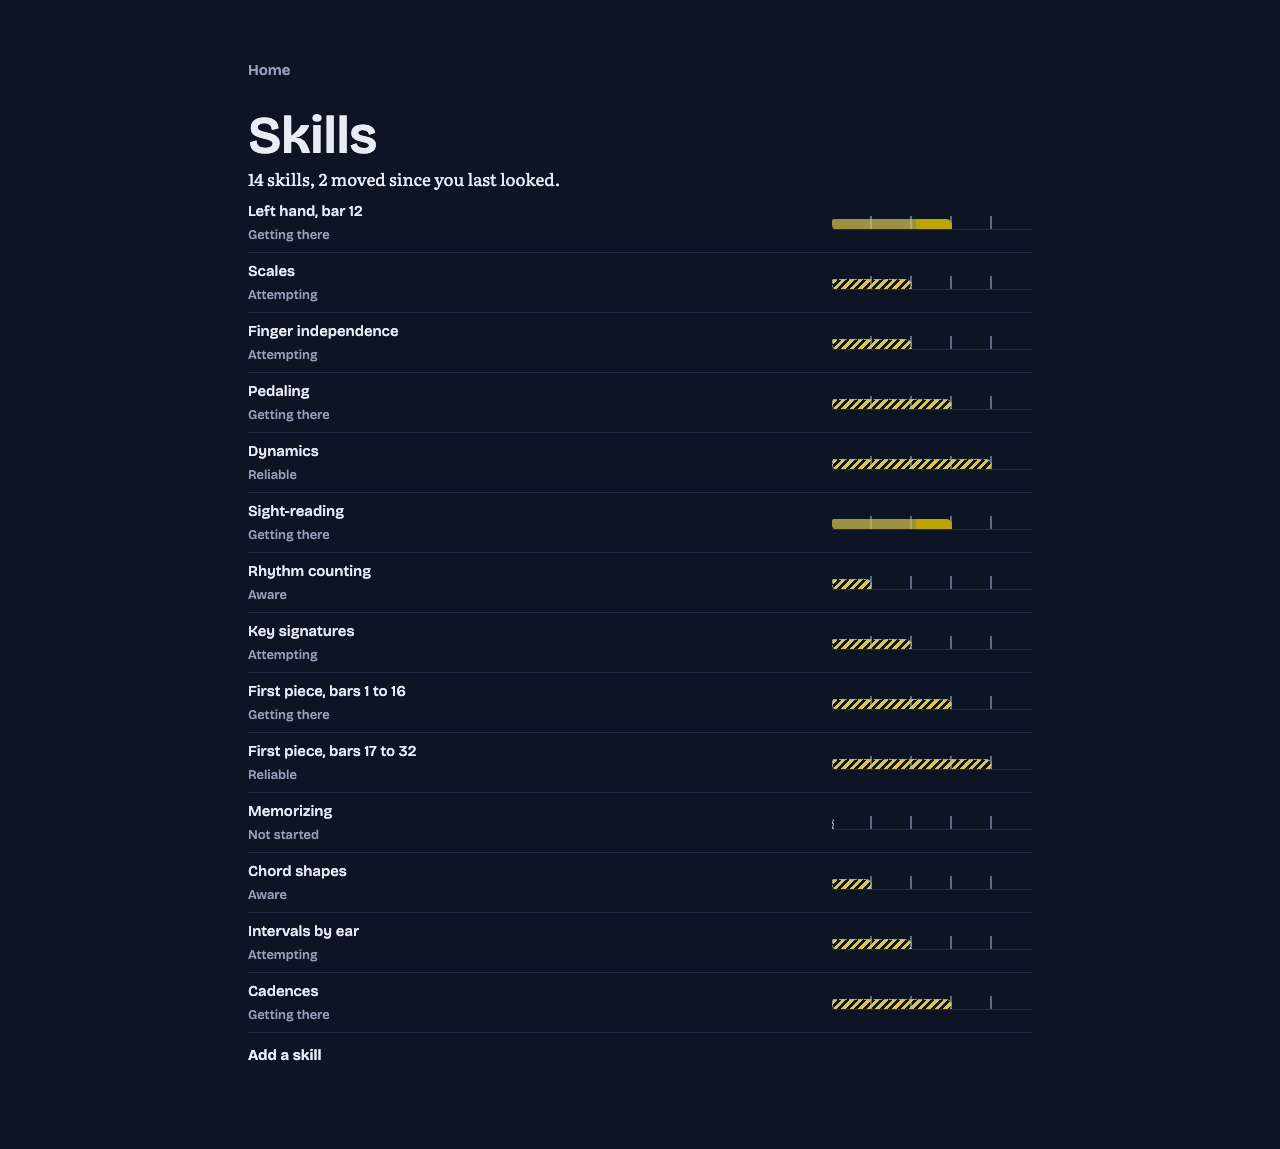 Home
Skills
14 skills, 2 moved since you last looked.
Left hand, bar 12
Getting there
Scales
Attempting
Finger independence
Attempting
Pedaling
Getting there
Dynamics
Reliable
Sight-reading
Getting there
Rhythm counting
Aware
Key signatures
Attempting
First piece, bars 1 to 16
Getting there
First piece, bars 17 to 32
Reliable
Memorizing
Not started
Chord shapes
Aware
Intervals by ear
Attempting
Cadences
Getting there
Add a skill